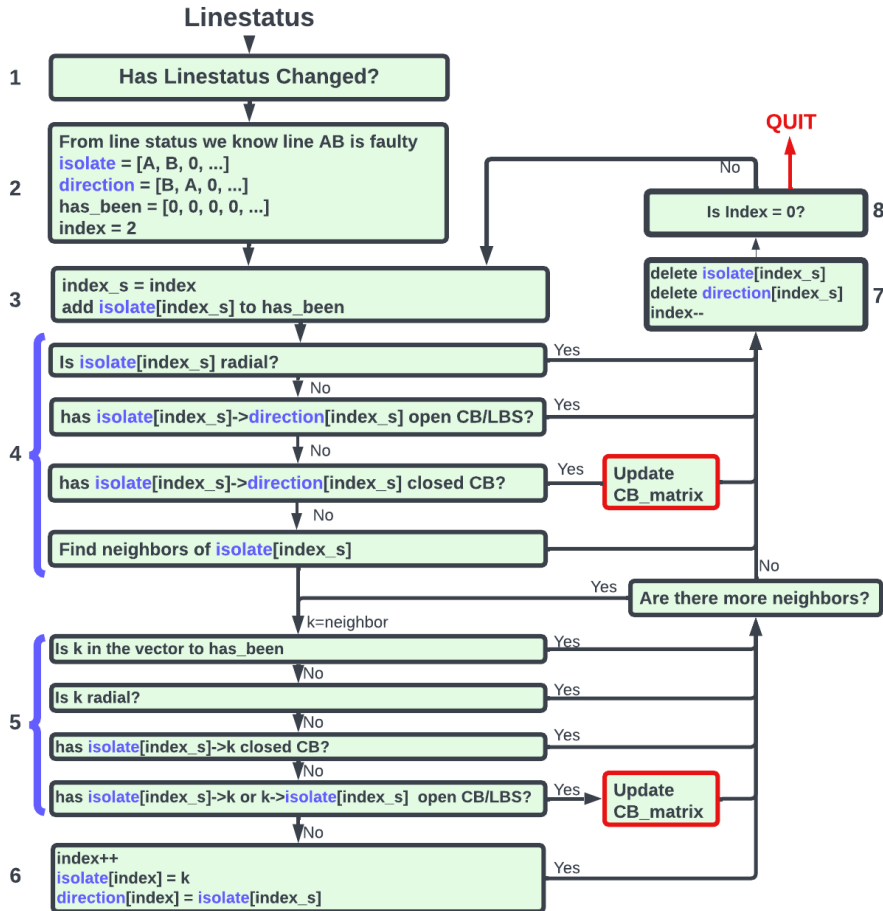 Linestatus
1
Has Linestatus Changed?
2
From line status we know line AB is faulty
isolate = [A, B, 0, ...]
direction = [B, A, 0, ...]
has_been = [0, 0, 0, 0, ...]
index = 2
QUIT
No
Is Index = 0?
8
3
index_s = index
add isolate[index_s] to has_been
delete isolate[index_s]
delete direction[index_s]
index--
7
4
Is isolate[index_s] radial?
Yes
No
has isolate[index_s]->direction[index_s] open CB/LBS?
Yes
No
has isolate[index_s]->direction[index_s] closed CB?
Yes
Update
CB_matrix
No
Find neighbors of isolate[index_s]
No
Yes
Are there more neighbors?
k=neighbor
5
Is k in the vector to has_been
Yes
No
Is k radial?
Yes
No
has isolate[index_s]->k closed CB?
Yes
No
has isolate[index_s]->k or k->isolate[index_s] open CB/LBS?
Yes
Update
CB_matrix
No
6
index++
isolate[index] = k
direction[index] = isolate[index_s]
Yes